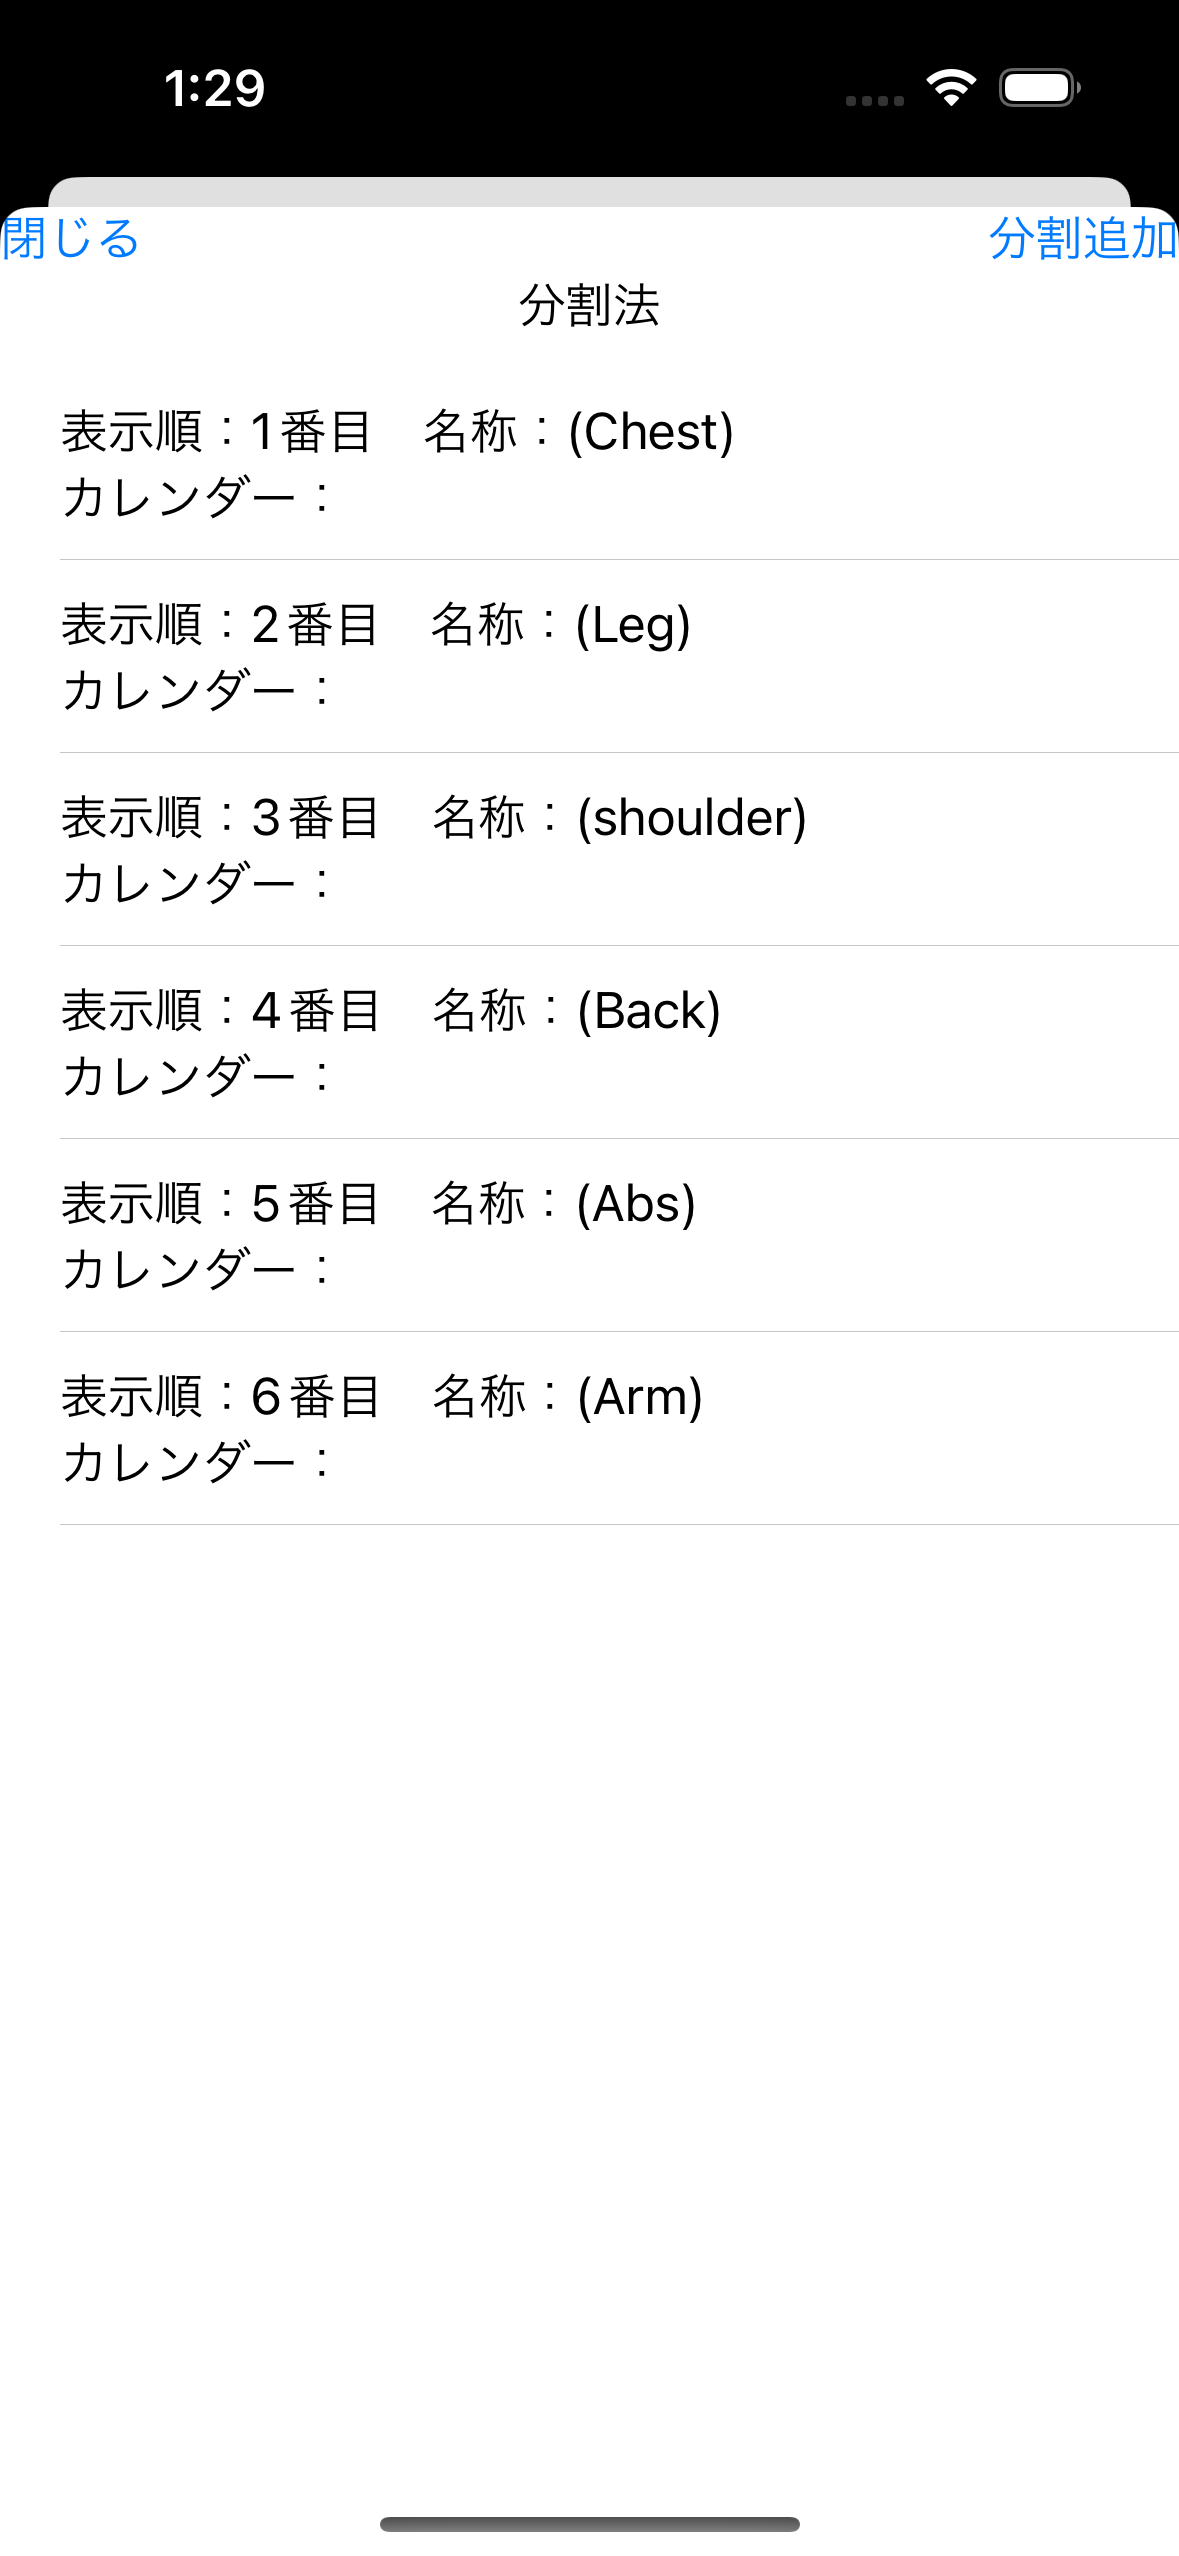 1:29
閉じる 分割追加
分割法
表示順：1番目　名称：(Chest)
カレンダー：
表示順：2番目　名称：(Leg)
カレンダー：
表示順：3番目　名称：(shoulder)
カレンダー：
表示順：4番目　名称：(Back)
カレンダー：
表示順：5番目　名称：(Abs)
カレンダー：
表示順：6番目　名称：(Arm)
カレンダー：